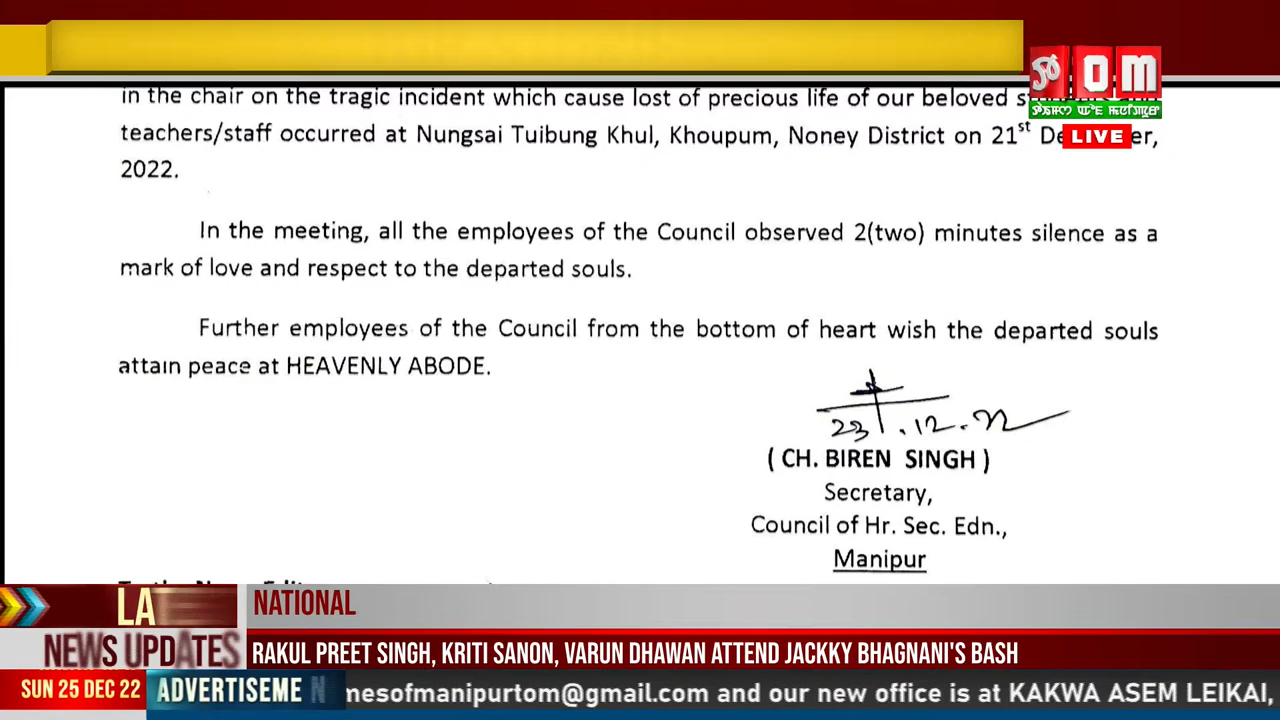 TOM
LIVE
in the chair on the tragic incident which cause lost of precious life of our beloved
teachers/staff occurred at Nungsai Tuibung Khul, Khoupum, Noney District on 21st
2022.
In the meeting, all the employees of the Council observed 2(two) minutes silence as a
mark of love and respect to the departed souls.
Further employees of the Council from the bottom of heart wish the departed souls
attain peace at HEAVENLY ABODE.
23.12.22
( CH. BIREN SINGH )
Secretary,
Council of Hr. Sec. Edn.,
Manipur
LA
NEWS UPDATES
NATIONAL
RAKUL PREET SINGH, KRITI SANON, VARUN DHAWAN ATTEND JACKKY BHAGNANI'S BASH
SUN 25 DEC 22
ADVERTISEMEN
mesofmanipurtom@gmail.com and our new office is at KAKWA ASEM LEIKAI,